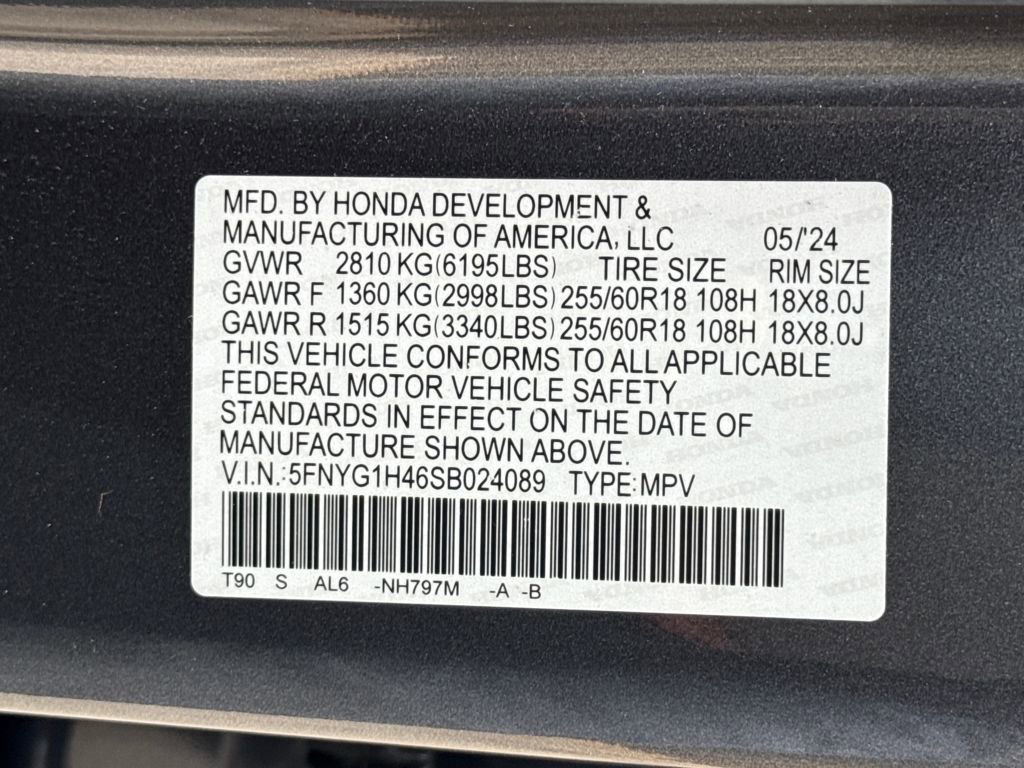 MFD. BY HONDA DEVELOPMENT &
MANUFACTURING OF AMERICA, LLC 05/'24
GVWR 2810 KG(6195LBS) TIRE SIZE RIM SIZE
GAWR F 1360 KG(2998LBS) 255/60R18 108H 18X8.0J
GAWR R 1515 KG(3340LBS) 255/60R18 108H 18X8.0J
THIS VEHICLE CONFORMS TO ALL APPLICABLE
FEDERAL MOTOR VEHICLE SAFETY
STANDARDS IN EFFECT ON THE DATE OF
MANUFACTURE SHOWN ABOVE.
V.I.N.:5FNYG1H46SB024089 TYPE:MPV
T90 S AL6 -NH797M -A -B